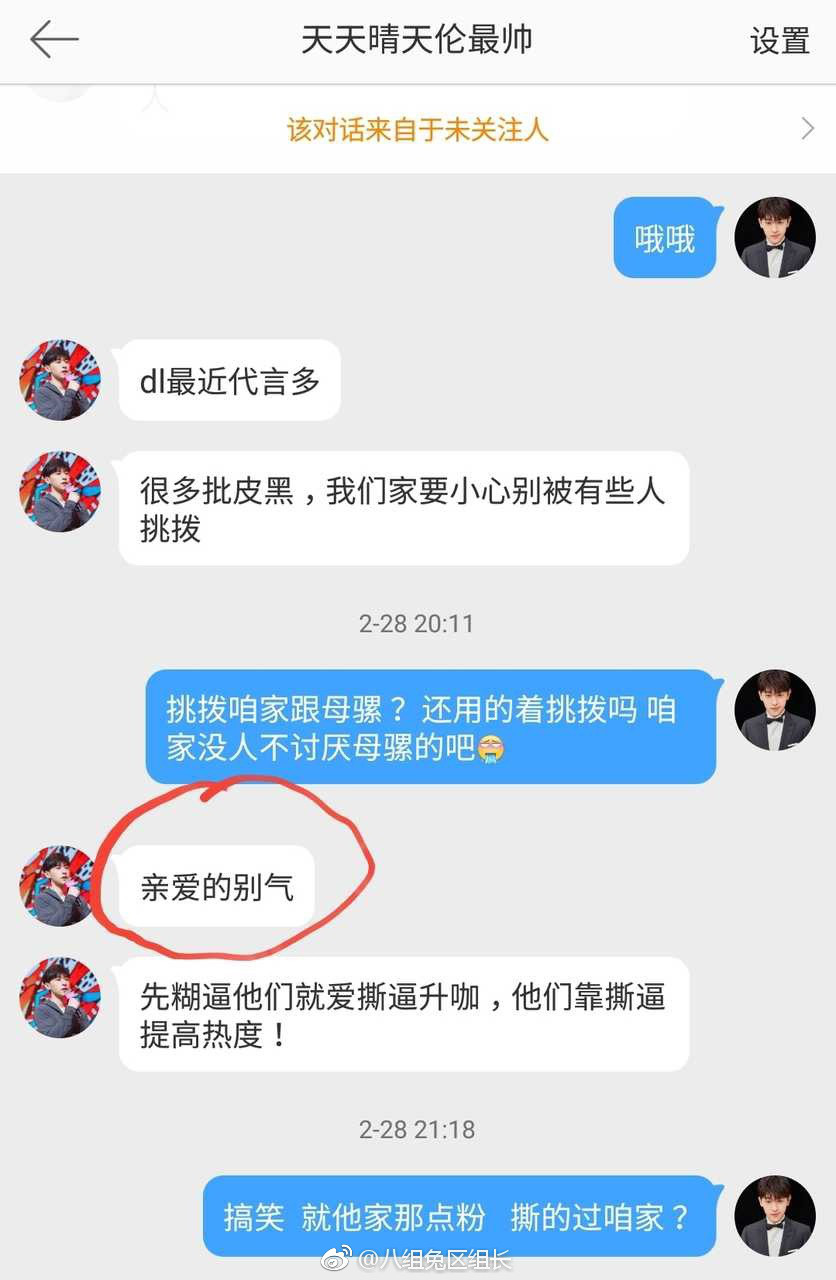 天天晴天伦最帅
设置
该对话来自于未关注人
哦哦
dl最近代言多
很多批皮黑，我们家要小心别被有些人
挑拨
2-28 20:11
挑拨咱家跟母骡？ 还用的着挑拨吗 咱
家没人不讨厌母骡的吧
亲爱的别气
先糊逼他们就爱撕逼升咖，他们靠撕逼
提高热度！
2-28 21:18
搞笑 就他家那点粉 撕的过咱家？
@八组兔区组长